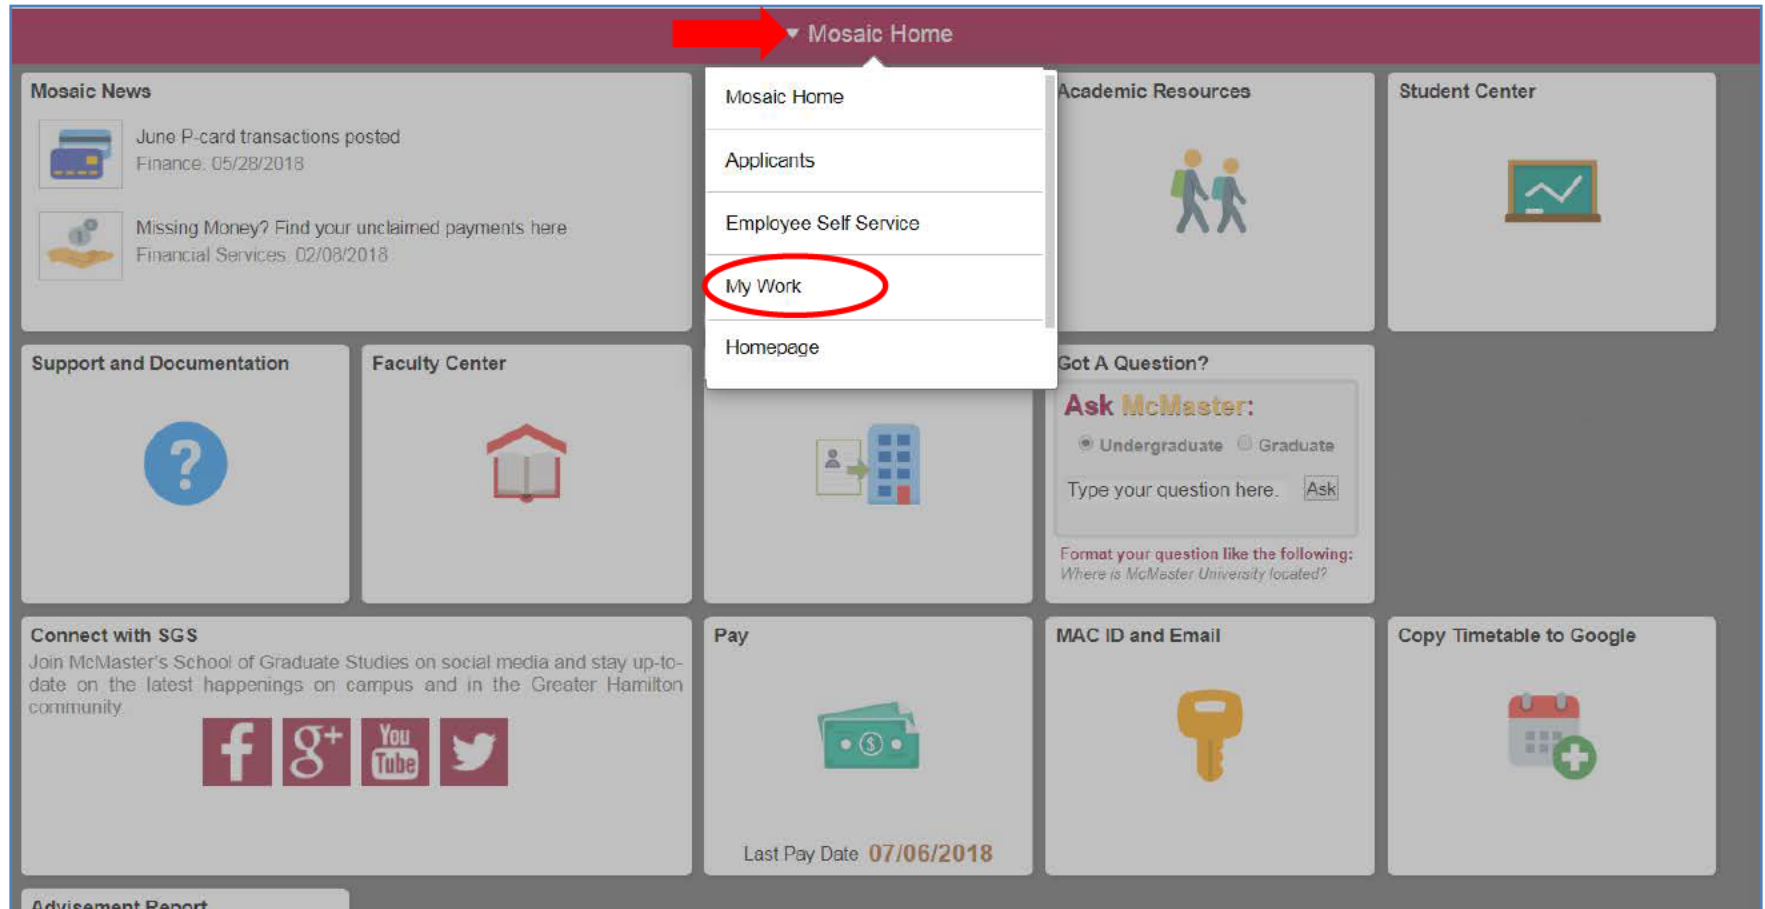 Mosaic Home
Mosaic News
June P-card transactions posted
Finance: 05/28/2018
Missing Money? Find your unclaimed payments here
Financial Services: 02/08/2018
Mosaic Home
Applicants
Employee Self Service
My Work
Homepage
Academic Resources
Student Center
Support and Documentation
Faculty Center
Got A Question?
Ask McMaster:
Undergraduate Graduate
Type your question here. Ask
Format your question like the following:
Where is McMaster University located?
Connect with SGS
Join McMaster's School of Graduate Studies on social media and stay up-to-
date on the latest happenings on campus and in the Greater Hamilton
community.
f g+ You Tube
Pay
Last Pay Date 07/06/2018
MAC ID and Email
Copy Timetable to Google
Advisement Report